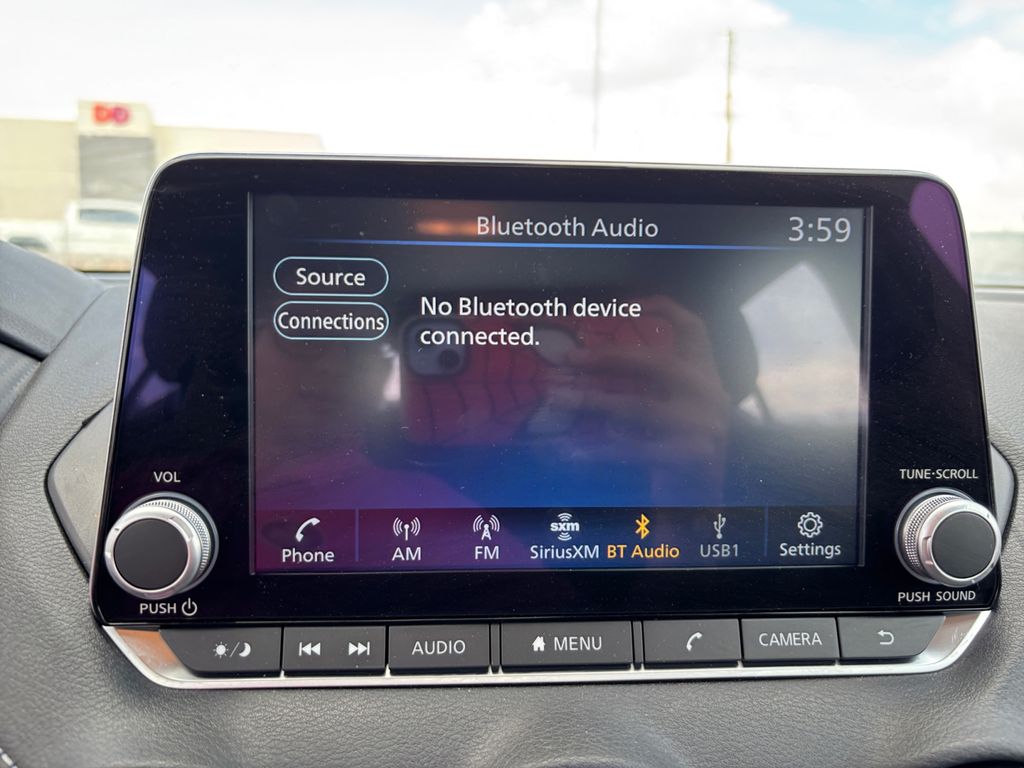 Bluetooth Audio 3:59
Source
No Bluetooth device
connected.
Connections
VOL
TUNE·SCROLL
Phone AM FM sxm SiriusXM BT Audio USB1 Settings
PUSH
PUSH SOUND
AUDIO MENU CAMERA